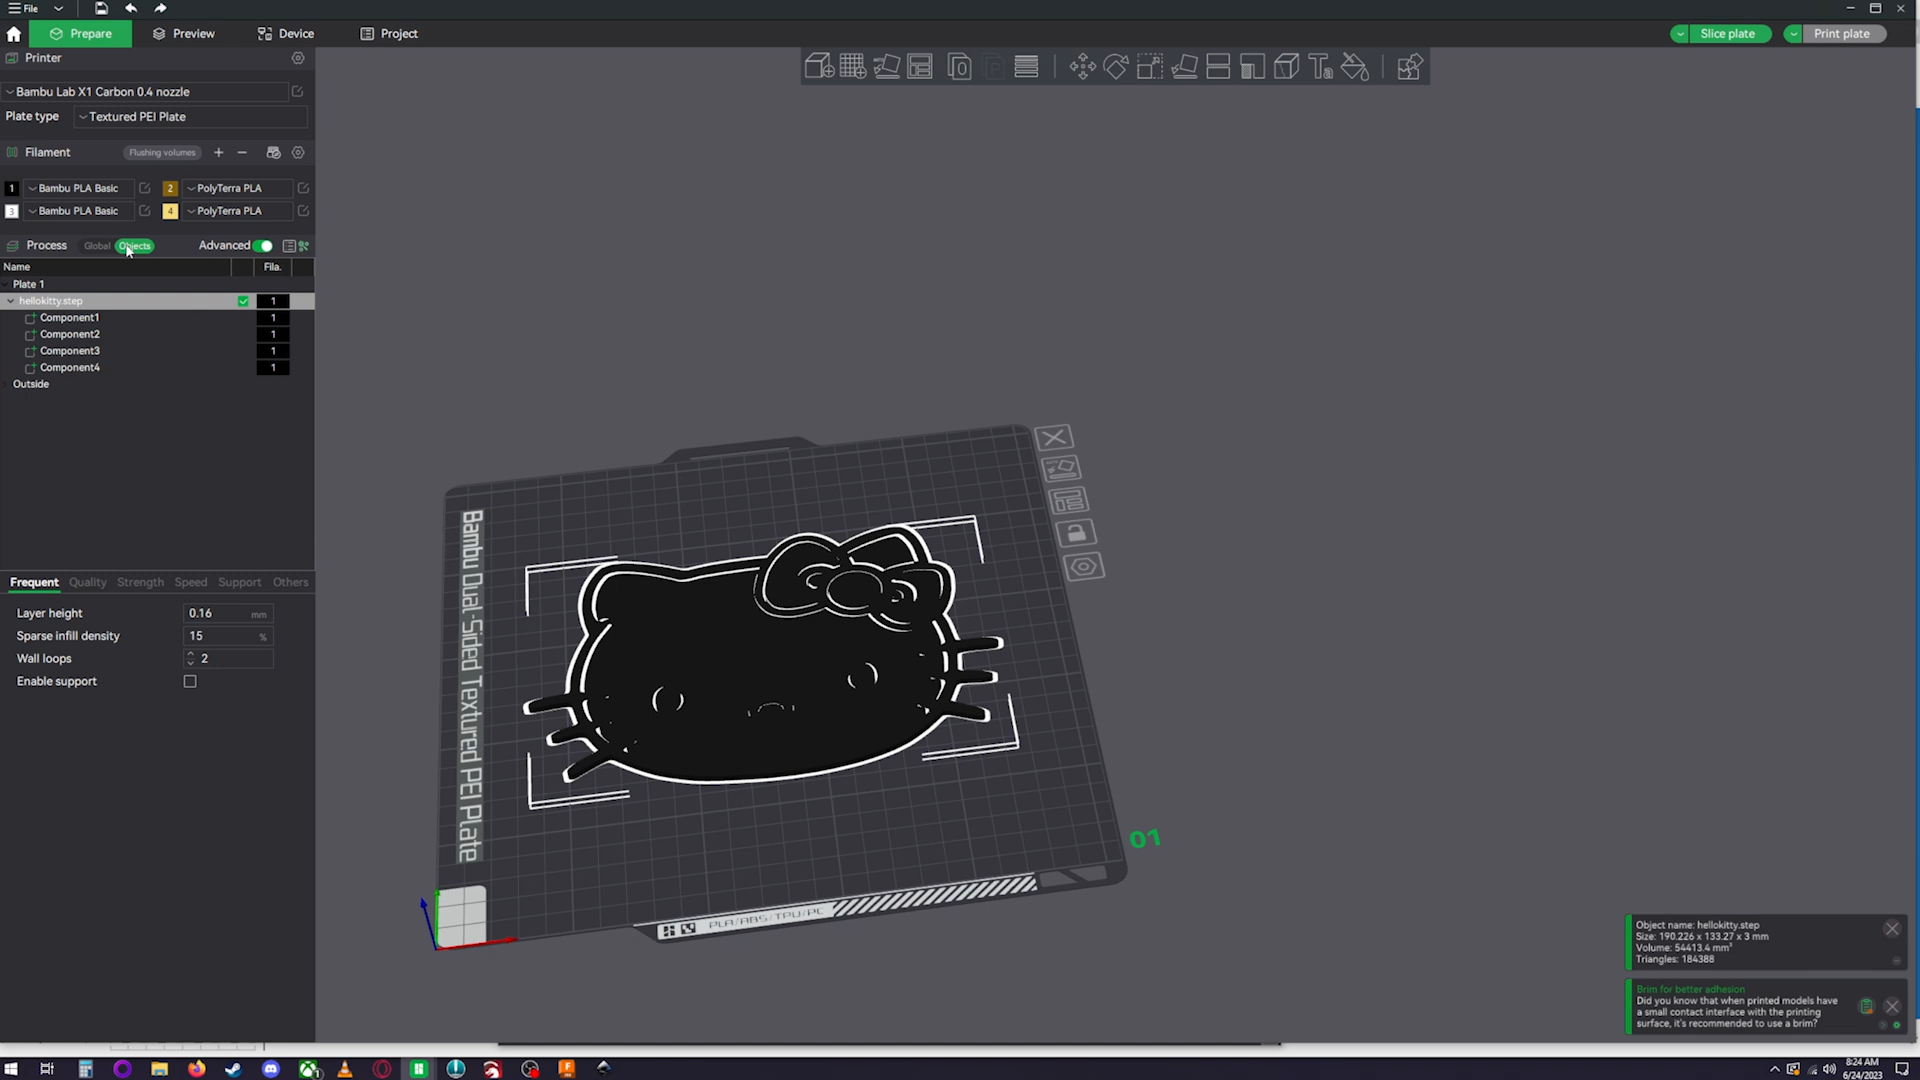 File
Prepare
Preview
Device
Project
Slice plate
Print plate
Printer
Bambu Lab X1 Carbon 0.4 nozzle
Plate type
Textured PEI Plate
Filament
Flushing volumes
1 Bambu PLA Basic
2 PolyTerra PLA
3 Bambu PLA Basic
4 PolyTerra PLA
Process
Global
Objects
Advanced
Name
Fila.
Plate 1
hellokitty.step 1
Component1 1
Component2 1
Component3 1
Component4 1
Outside
Frequent
Quality
Strength
Speed
Support
Others
Layer height 0.16 mm
Sparse infill density 15 %
Wall loops 2
Enable support
Bambu Dual-Sided Textured PEI Plate
PLA/ABS/TPU/PC
01
Object name: hellokitty.step
Size: 190.226 x 133.27 x 3 mm
Volume: 54413.4 mm³
Triangles: 184388
Brim for better adhesion
Did you know that when printed models have
a small contact interface with the printing
surface, it's recommended to use a brim?
8:24 AM
6/24/2023